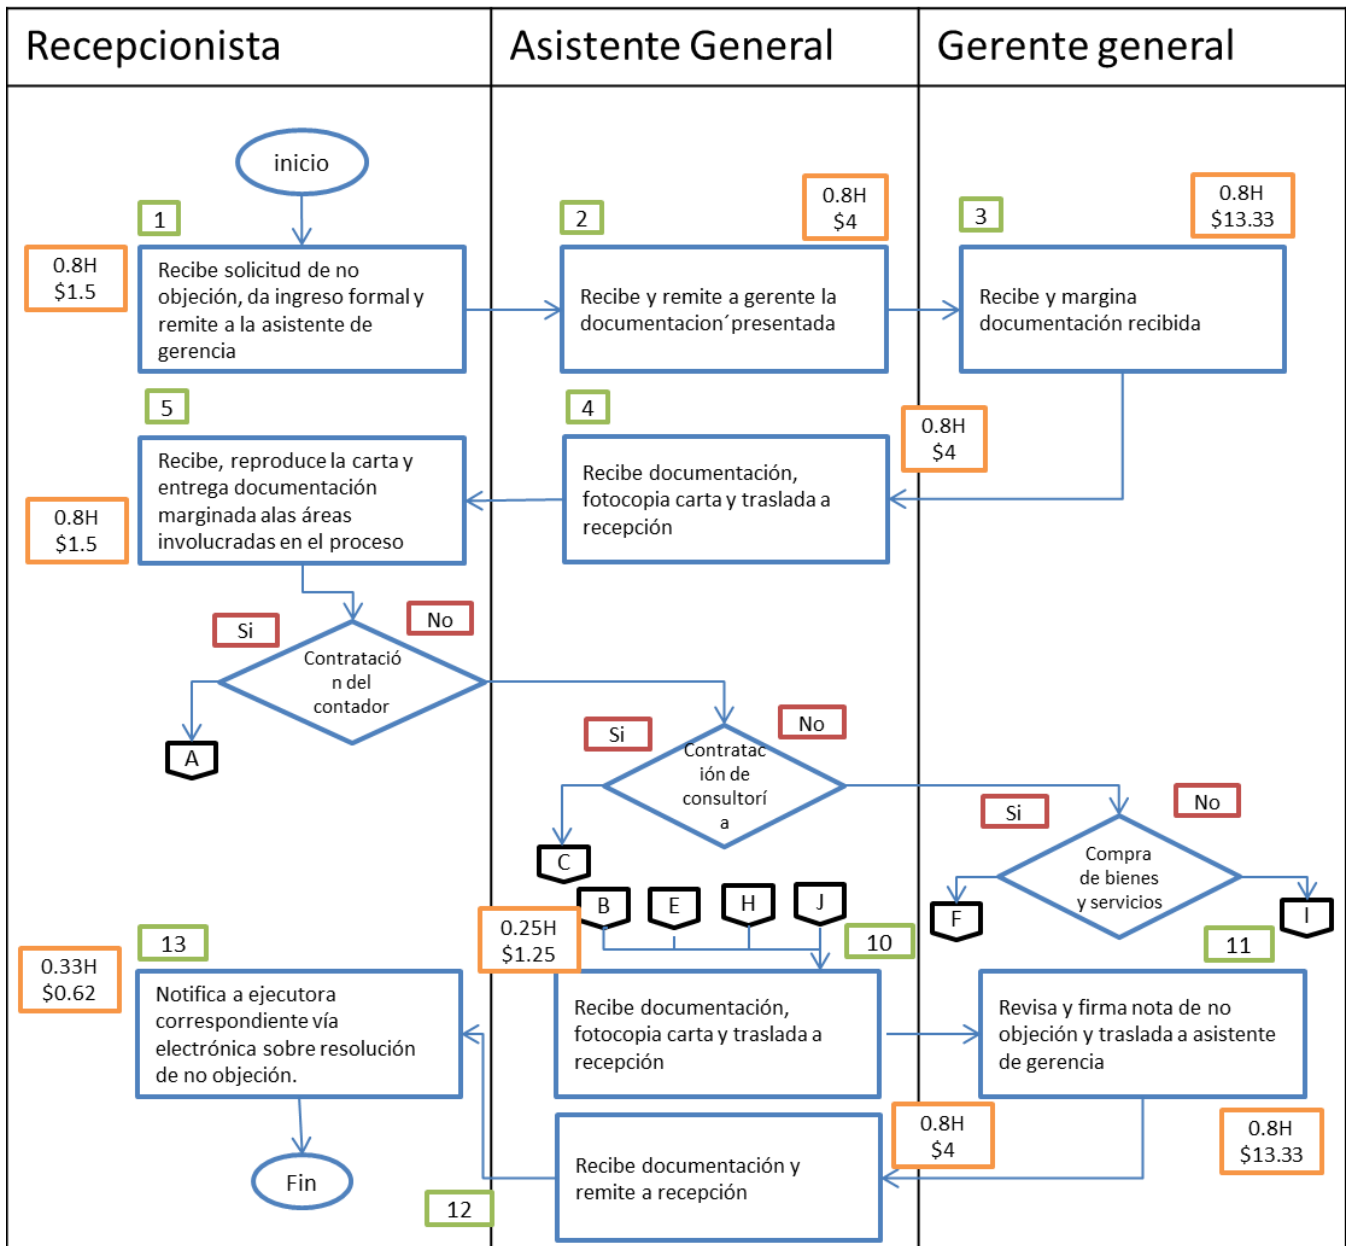 Recepcionista
Asistente General
Gerente general
inicio
1
0.8H
$1.5
Recibe solicitud de no
objeción, da ingreso formal y
remite a la asistente de
gerencia
2
0.8H
$4
Recibe y remite a gerente la
documentacion´presentada
3
0.8H
$13.33
Recibe y margina
documentación recibida
5
0.8H
$1.5
Recibe, reproduce la carta y
entrega documentación
marginada alas áreas
involucradas en el proceso
4
0.8H
$4
Recibe documentación,
fotocopia carta y traslada a
recepción
Si
No
Contratació
n del
contador
A
Si
No
Contratac
ión de
consultorí
a
C
Si
No
Compra
de bienes
y servicios
F
I
B
E
H
J
13
0.33H
$0.62
Notifica a ejecutora
correspondiente vía
electrónica sobre resolución
de no objeción.
0.25H
$1.25
10
Recibe documentación,
fotocopia carta y traslada a
recepción
11
Revisa y firma nota de no
objeción y traslada a asistente
de gerencia
0.8H
$13.33
0.8H
$4
Recibe documentación y
remite a recepción
12
Fin